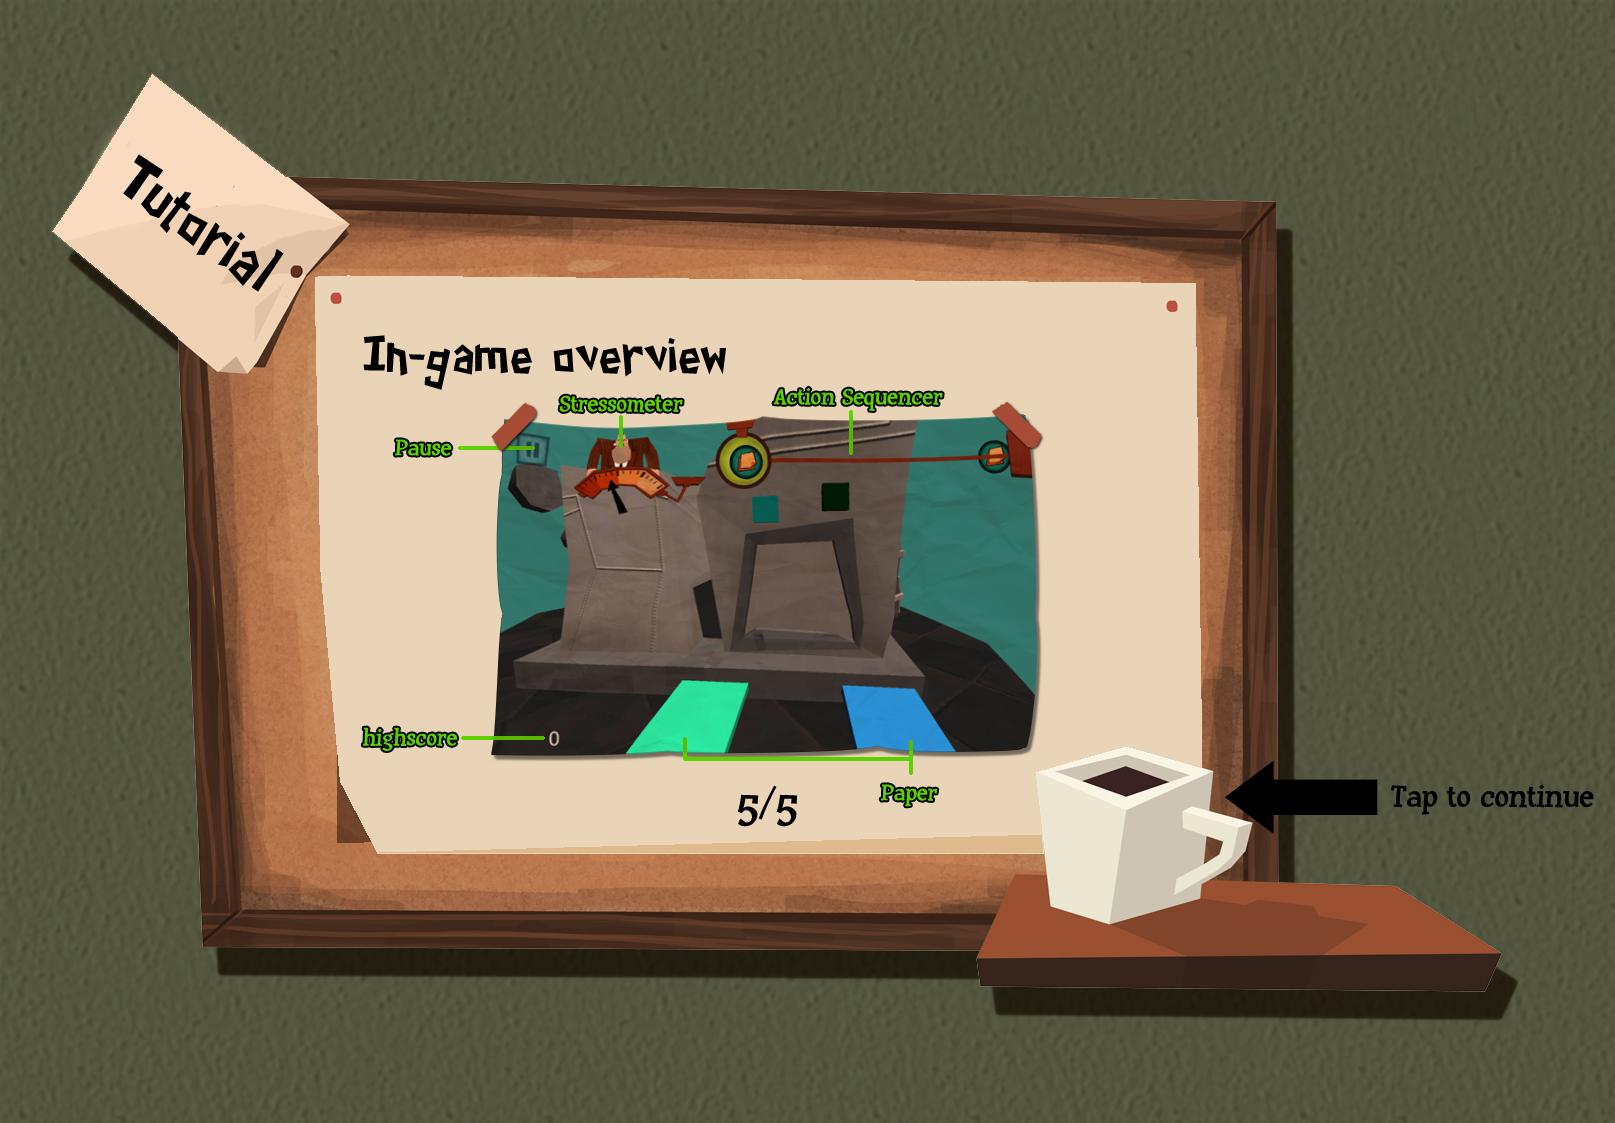 Tutorial
In-game overview
Stressometer
Action Sequencer
Pause
highscore
0
Paper
5/5
Tap to continue